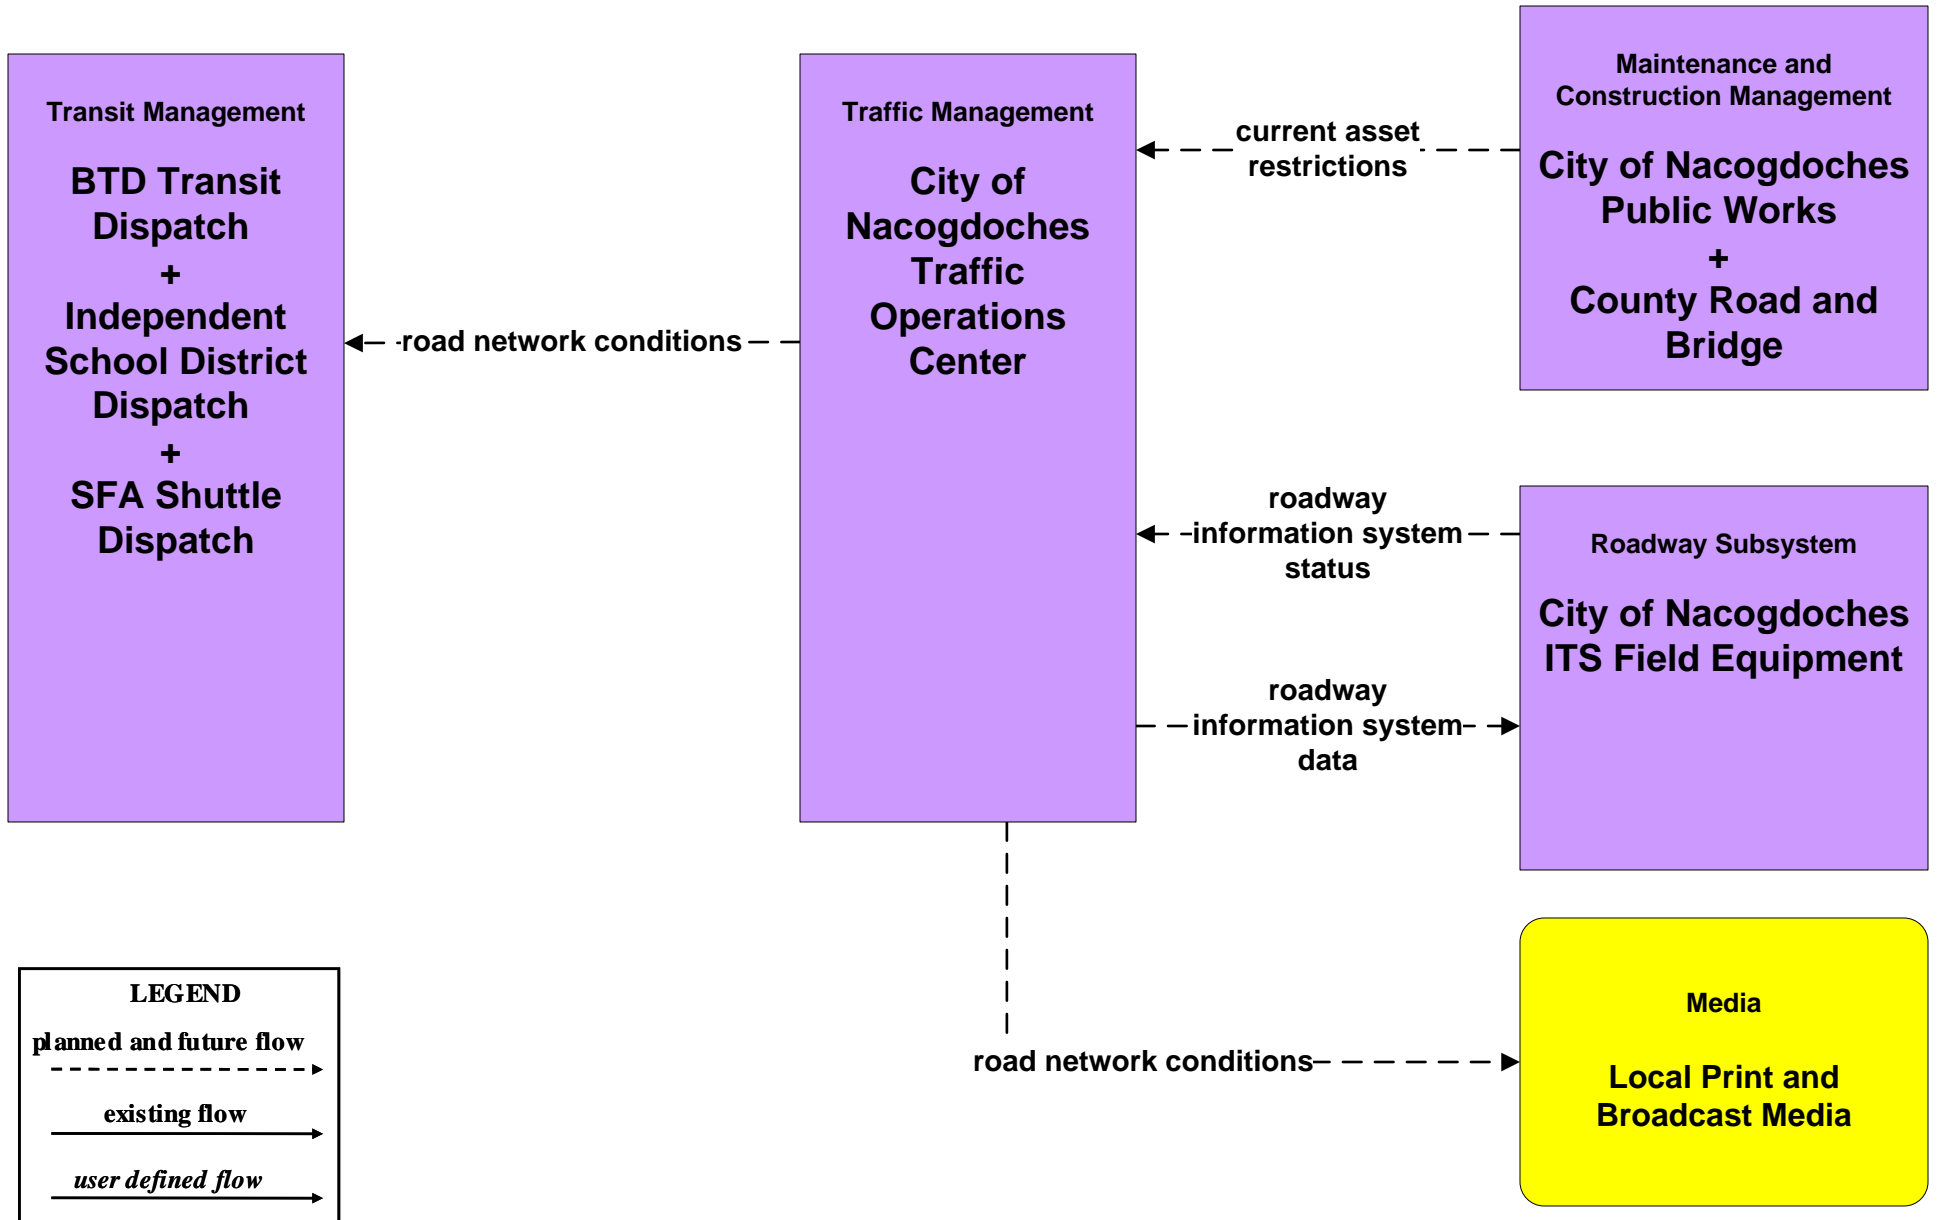 Transit Management
BTD Transit
Dispatch
+
Independent
School District
Dispatch
+
SFA Shuttle
Dispatch
road network conditions
Traffic Management
City of
Nacogdoches
Traffic
Operations
Center
current asset
restrictions
Maintenance and
Construction Management
City of Nacogdoches
Public Works
+
County Road and
Bridge
roadway
information system
status
roadway
information system
data
Roadway Subsystem
City of Nacogdoches
ITS Field Equipment
road network conditions
Media
Local Print and
Broadcast Media
LEGEND
planned and future flow
existing flow
user defined flow